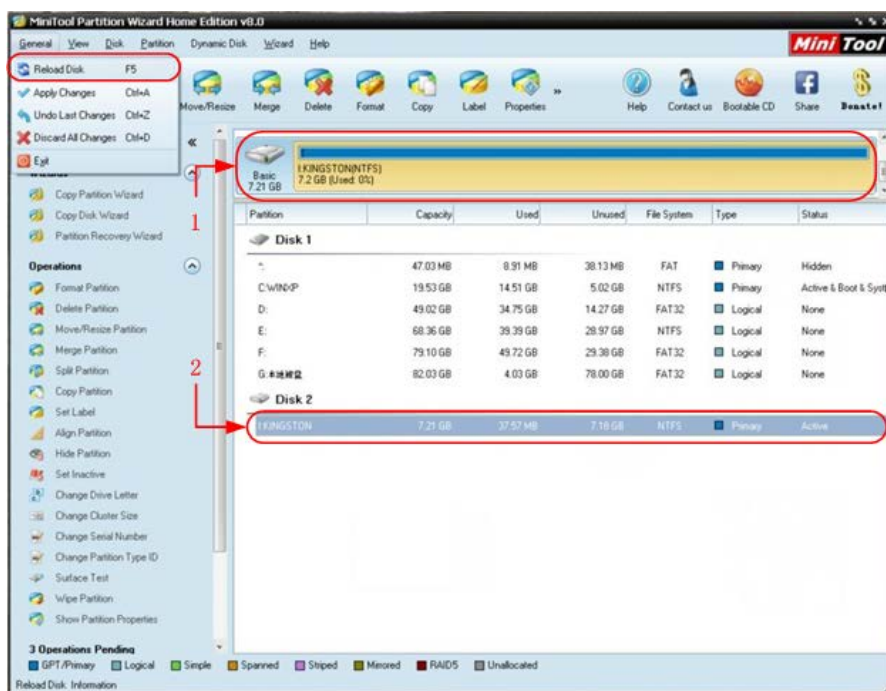 MiniTool Partition Wizard Home Edition v8.0
General View Disk Partition Dynamic Disk Wizard Help
Mini Tool
Reload Disk F5
Apply Changes Ctrl+A
Undo Last Changes Ctrl+Z
Discard All Changes Ctrl+D
Exit
Move/Resize Merge Delete Format Copy Label Properties » Help Contact us Bootable CD Share Donate!
«
Basic
7.21 GB
I:KINGSTON(NTFS)
7.2 GB (Used: 0%)
1
Copy Partition Wizard
Copy Disk Wizard
Partition Recovery Wizard
Operations
Format Partition
Delete Partition
Move/Resize Partition
Merge Partition
Split Partition
Copy Partition
Set Label
Align Partition
Hide Partition
Set Inactive
Change Drive Letter
Change Cluster Size
Change Serial Number
Change Partition Type ID
Surface Test
Wipe Partition
Show Partition Properties
3 Operations Pending
2
Partition Capacity Used Unused File System Type Status
Disk 1
*: 47.03 MB 8.91 MB 38.13 MB FAT Primary Hidden
C:WINXP 19.53 GB 14.51 GB 5.02 GB NTFS Primary Active & Boot & Syst
D: 49.02 GB 34.75 GB 14.27 GB FAT32 Logical None
E: 68.36 GB 39.39 GB 28.97 GB NTFS Logical None
F: 79.10 GB 49.72 GB 29.38 GB FAT32 Logical None
G:本地磁盘 82.03 GB 4.03 GB 78.00 GB FAT32 Logical None
Disk 2
I:KINGSTON 7.21 GB 37.57 MB 7.18 GB NTFS Primary Active
GPT/Primary Logical Simple Spanned Striped Mirrored RAID5 Unallocated
Reload Disk Information